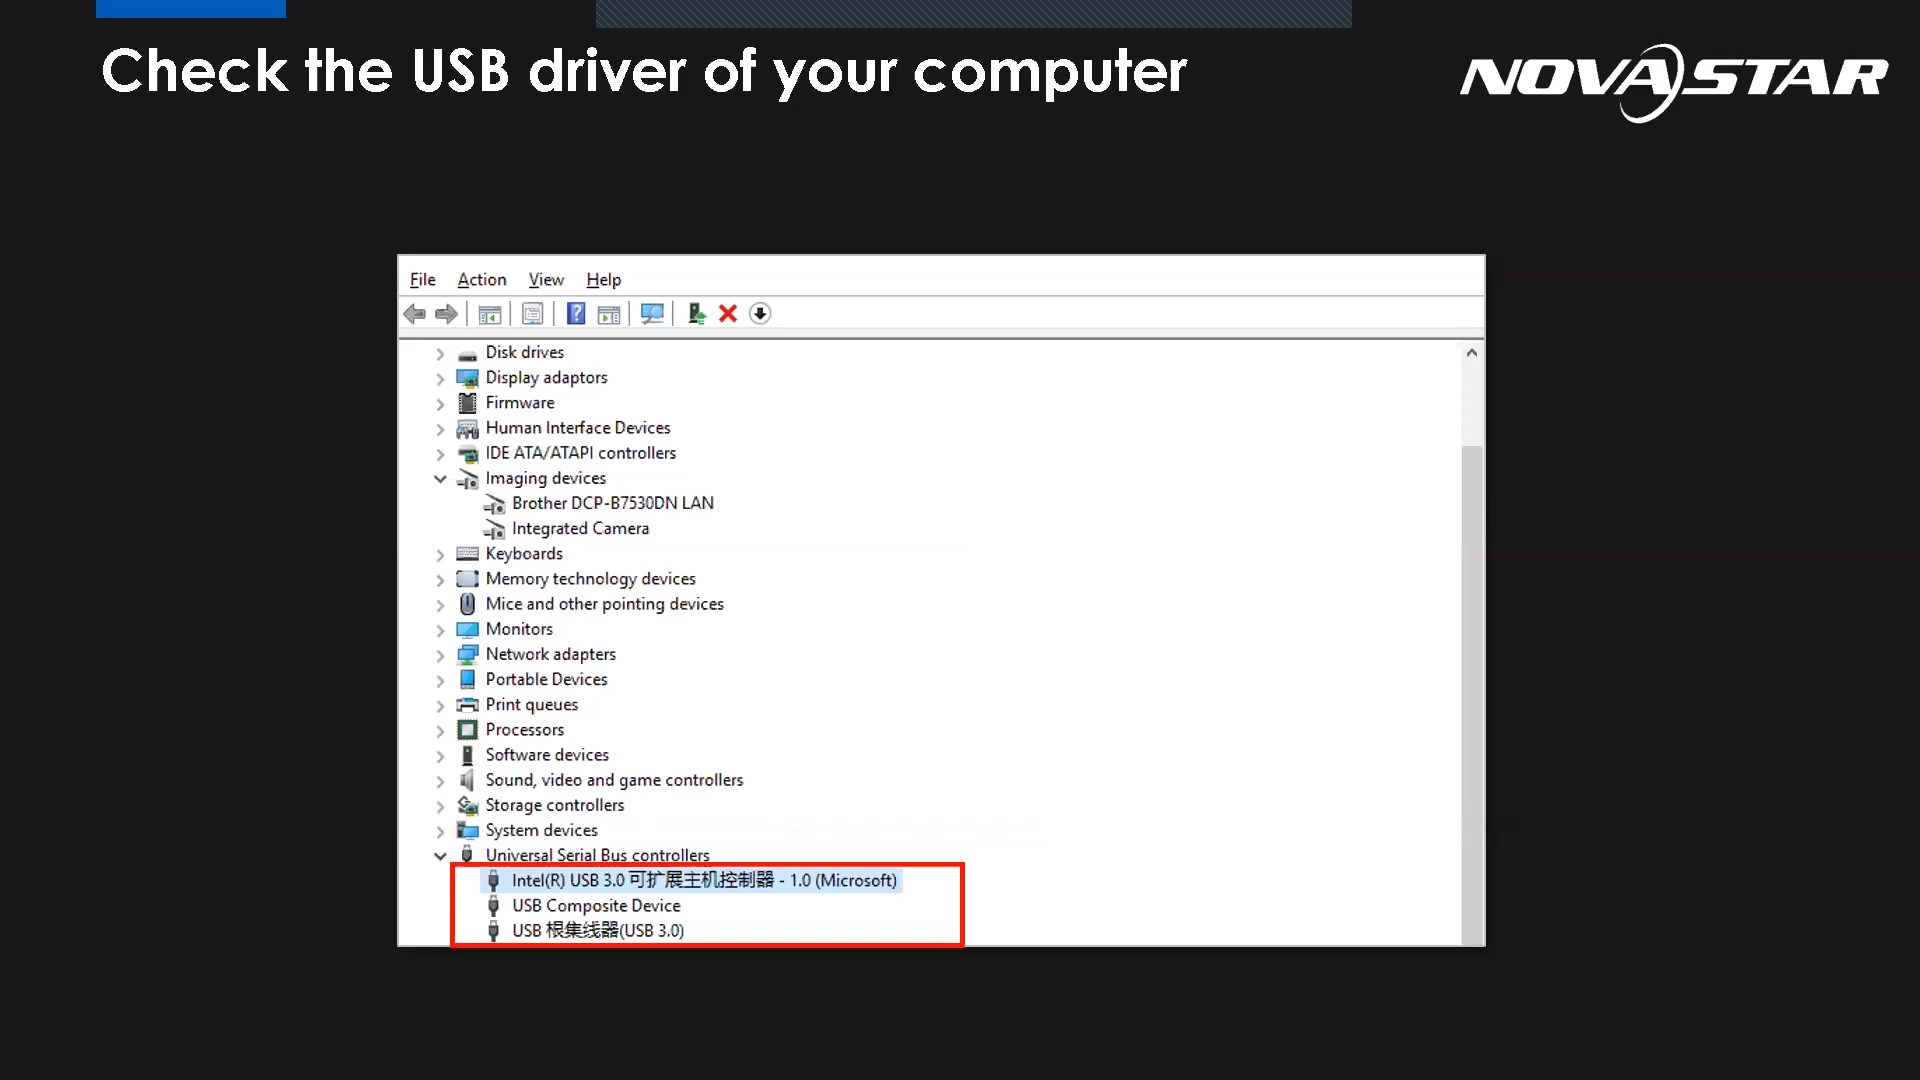 Check the USB driver of your computer
NOVASTAR
File Action View Help
Disk drives
Display adaptors
Firmware
Human Interface Devices
IDE ATA/ATAPI controllers
Imaging devices
Brother DCP-B7530DN LAN
Integrated Camera
Keyboards
Memory technology devices
Mice and other pointing devices
Monitors
Network adapters
Portable Devices
Print queues
Processors
Software devices
Sound, video and game controllers
Storage controllers
System devices
Universal Serial Bus controllers
Intel(R) USB 3.0 可扩展主机控制器 - 1.0 (Microsoft)
USB Composite Device
USB 根集线器(USB 3.0)